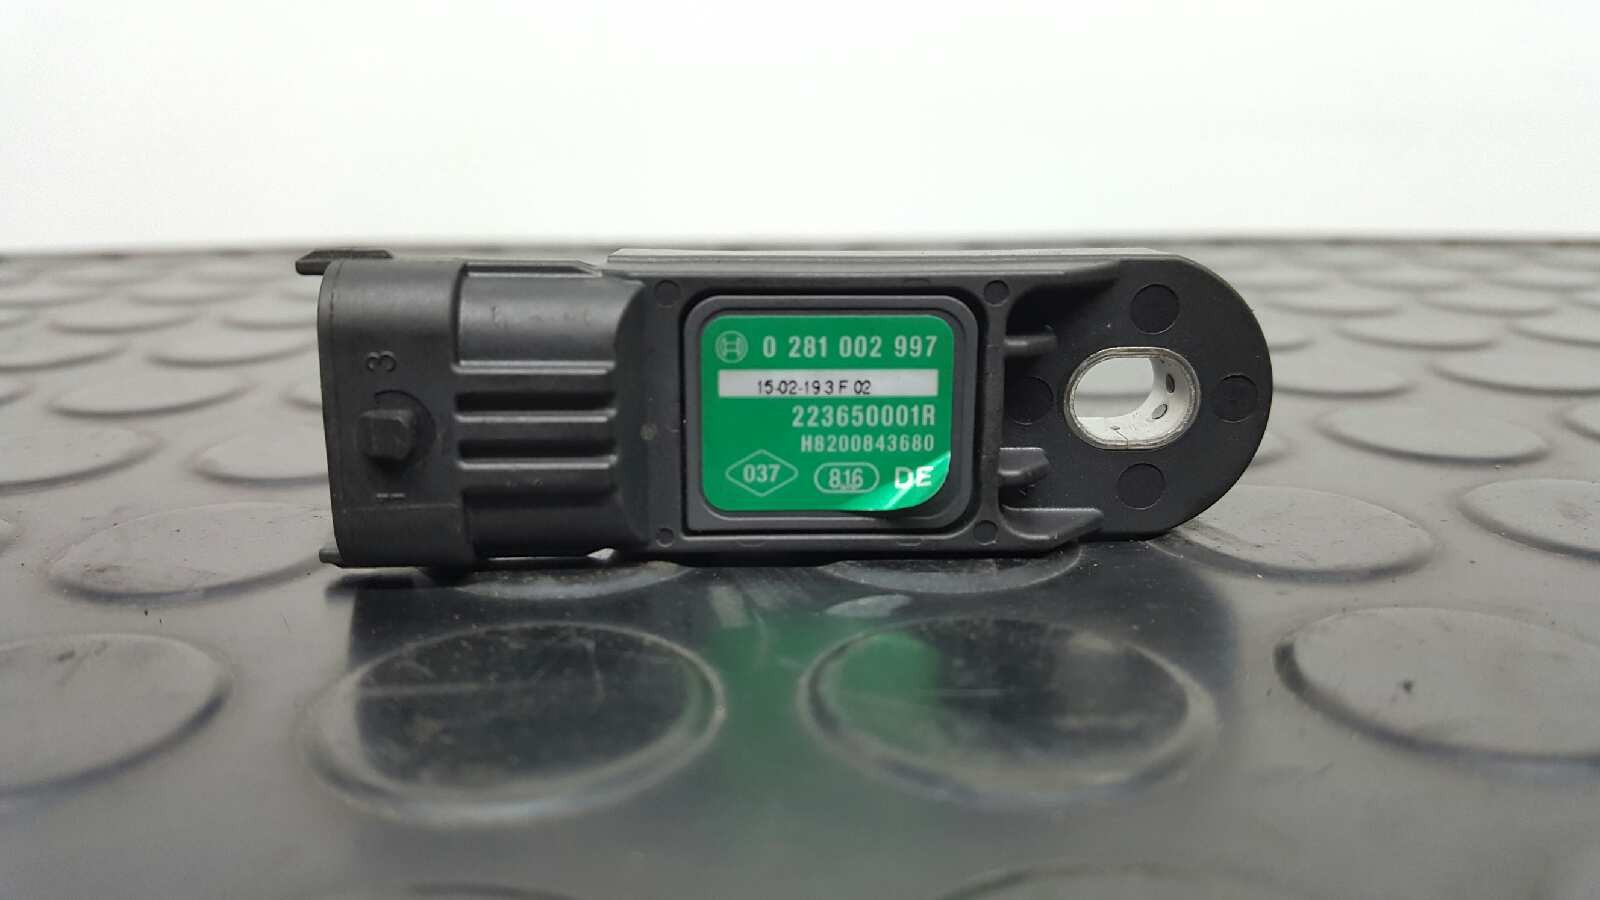 3
0 281 002 997
15-02-19 3 F 02
223650001R
H8200843680
037 816 DE